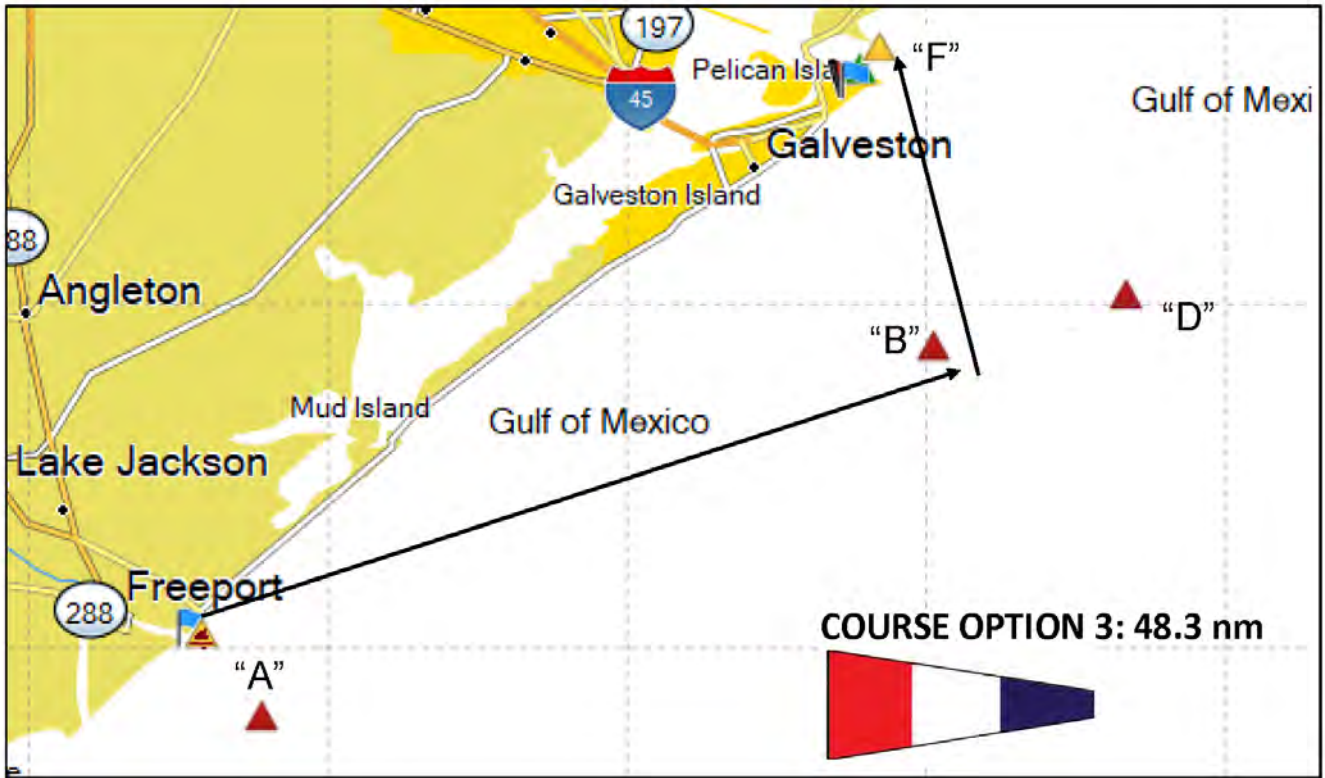 197
"F"
Pelican Isla
45
Gulf of Mexi
Galveston
Galveston Island
88
Angleton
"D"
"B"
Mud Island
Gulf of Mexico
Lake Jackson
Freeport
288
COURSE OPTION 3: 48.3 nm
"A"